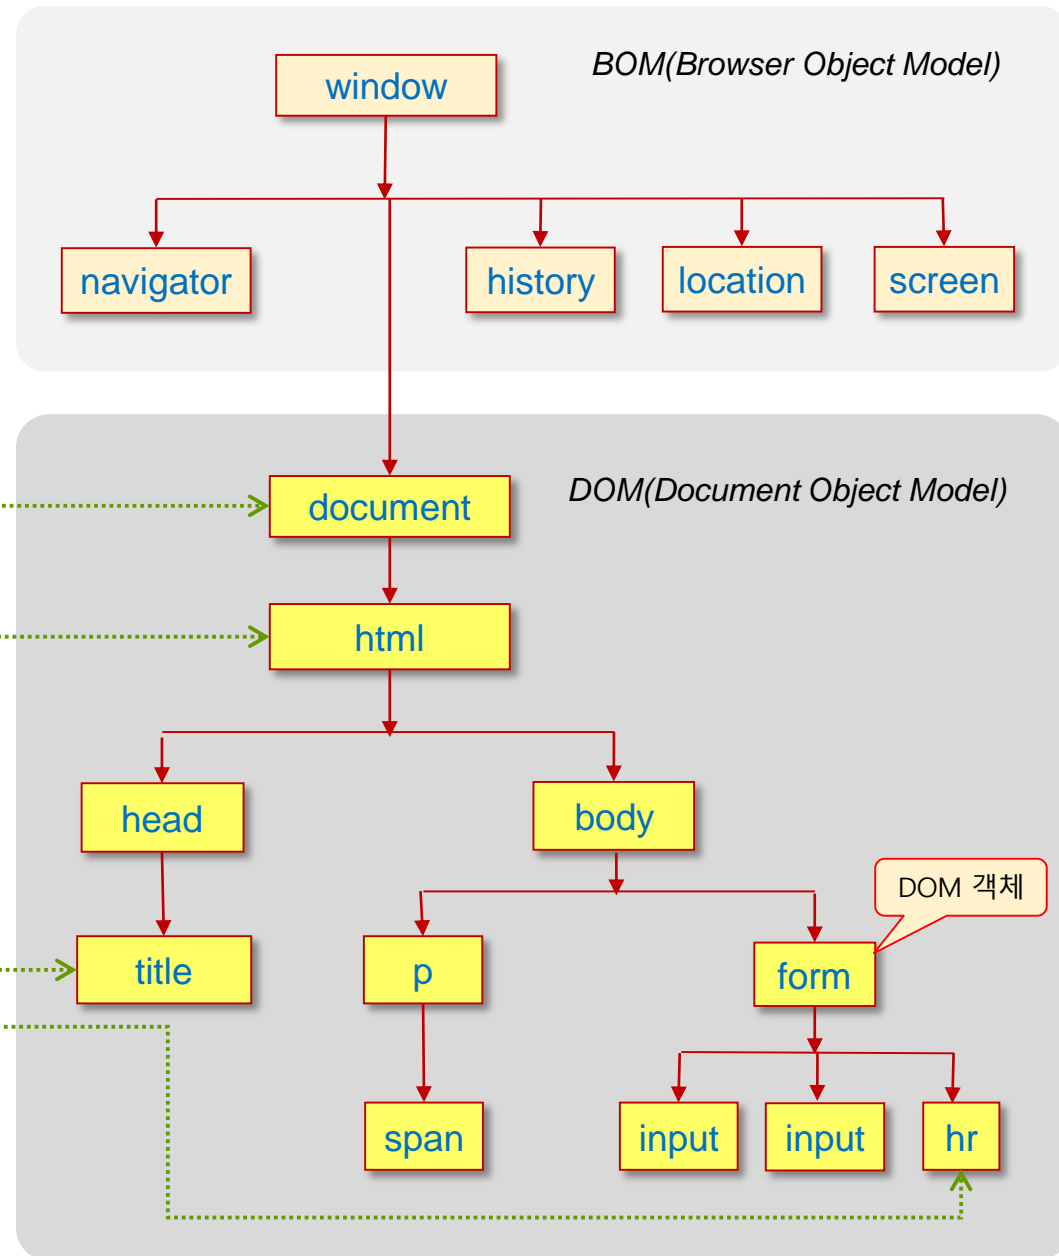 BOM(Browser Object Model)
window
navigator
history
location
screen
DOM(Document Object Model)
document
html
head
body
DOM 객체
title
p
form
span
input
input
hr